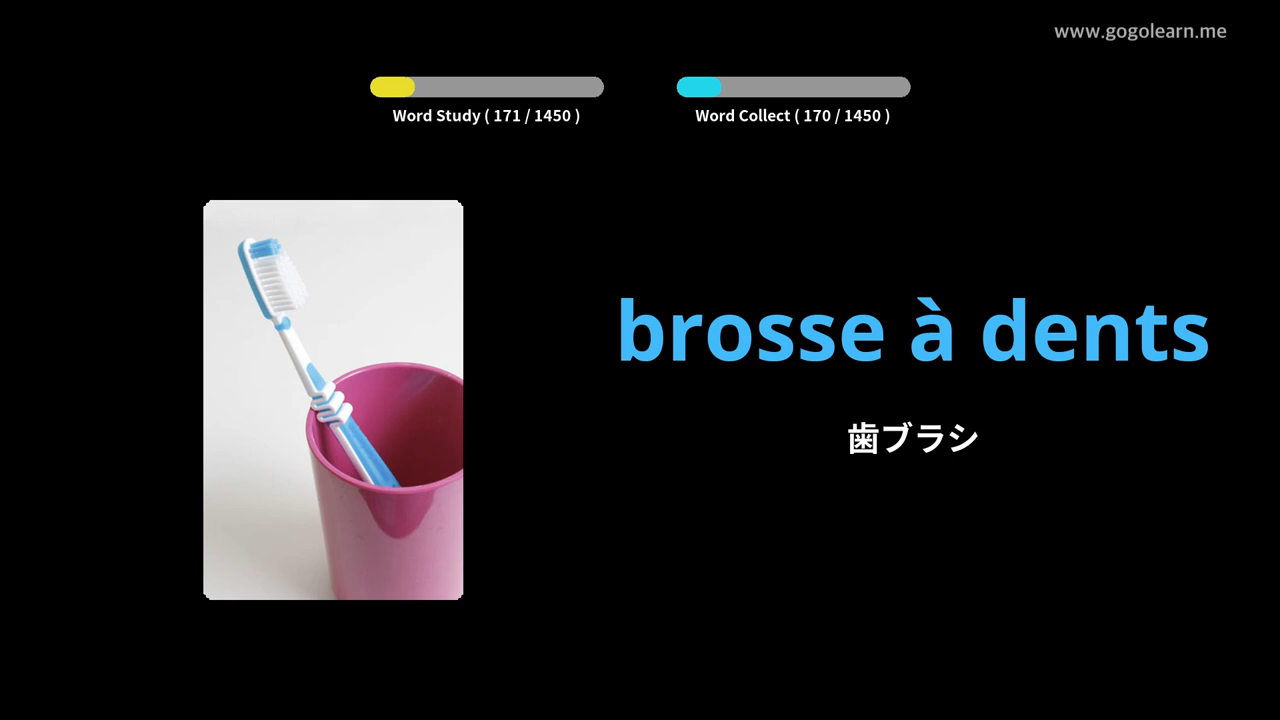 www.gogolearn.me
Word Study ( 171 / 1450 )
Word Collect ( 170 / 1450 )
brosse à dents
歯ブラシ